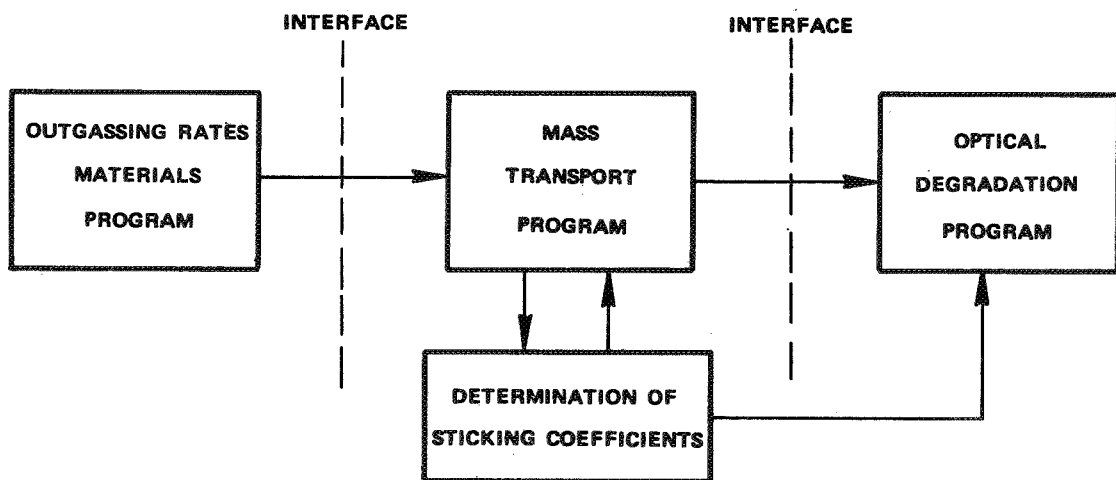 INTERFACE
INTERFACE
OUTGASSING RATES
MATERIALS
PROGRAM
MASS
TRANSPORT
PROGRAM
OPTICAL
DEGRADATION
PROGRAM
DETERMINATION OF
STICKING COEFFICIENTS